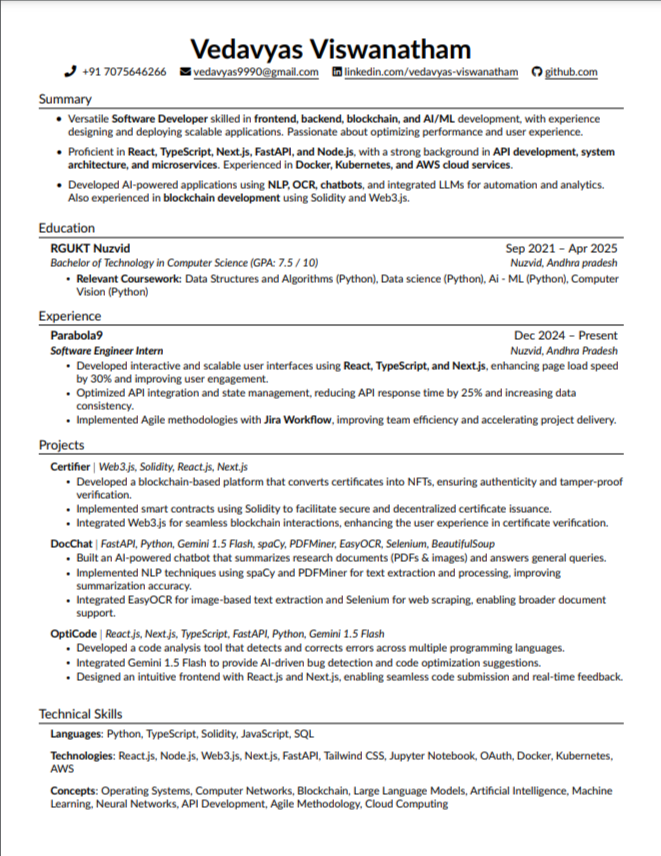 Vedavyas Viswanatham
+91 7075646266 vedavyas9990@gmail.com linkedin.com/vedavyas-viswanatham github.com
Summary
• Versatile Software Developer skilled in frontend, backend, blockchain, and AI/ML development, with experience
designing and deploying scalable applications. Passionate about optimizing performance and user experience.
• Proficient in React, TypeScript, Next.js, FastAPI, and Node.js, with a strong background in API development, system
architecture, and microservices. Experienced in Docker, Kubernetes, and AWS cloud services.
• Developed AI-powered applications using NLP, OCR, chatbots, and integrated LLMs for automation and analytics.
Also experienced in blockchain development using Solidity and Web3.js.
Education
RGUKT Nuzvid Sep 2021 – Apr 2025
Bachelor of Technology in Computer Science (GPA: 7.5 / 10) Nuzvid, Andhra pradesh
• Relevant Coursework: Data Structures and Algorithms (Python), Data science (Python), Ai - ML (Python), Computer
Vision (Python)
Experience
Parabola9 Dec 2024 – Present
Software Engineer Intern Nuzvid, Andhra Pradesh
• Developed interactive and scalable user interfaces using React, TypeScript, and Next.js, enhancing page load speed
by 30% and improving user engagement.
• Optimized API integration and state management, reducing API response time by 25% and increasing data
consistency.
• Implemented Agile methodologies with Jira Workflow, improving team efficiency and accelerating project delivery.
Projects
Certifier | Web3.js, Solidity, React.js, Next.js
• Developed a blockchain-based platform that converts certificates into NFTs, ensuring authenticity and tamper-proof
verification.
• Implemented smart contracts using Solidity to facilitate secure and decentralized certificate issuance.
• Integrated Web3.js for seamless blockchain interactions, enhancing the user experience in certificate verification.
DocChat | FastAPI, Python, Gemini 1.5 Flash, spaCy, PDFMiner, EasyOCR, Selenium, BeautifulSoup
• Built an AI-powered chatbot that summarizes research documents (PDFs & images) and answers general queries.
• Implemented NLP techniques using spaCy and PDFMiner for text extraction and processing, improving
summarization accuracy.
• Integrated EasyOCR for image-based text extraction and Selenium for web scraping, enabling broader document
support.
OptiCode | React.js, Next.js, TypeScript, FastAPI, Python, Gemini 1.5 Flash
• Developed a code analysis tool that detects and corrects errors across multiple programming languages.
• Integrated Gemini 1.5 Flash to provide AI-driven bug detection and code optimization suggestions.
• Designed an intuitive frontend with React.js and Next.js, enabling seamless code submission and real-time feedback.
Technical Skills
Languages: Python, TypeScript, Solidity, JavaScript, SQL
Technologies: React.js, Node.js, Web3.js, Next.js, FastAPI, Tailwind CSS, Jupyter Notebook, OAuth, Docker, Kubernetes,
AWS
Concepts: Operating Systems, Computer Networks, Blockchain, Large Language Models, Artificial Intelligence, Machine
Learning, Neural Networks, API Development, Agile Methodology, Cloud Computing